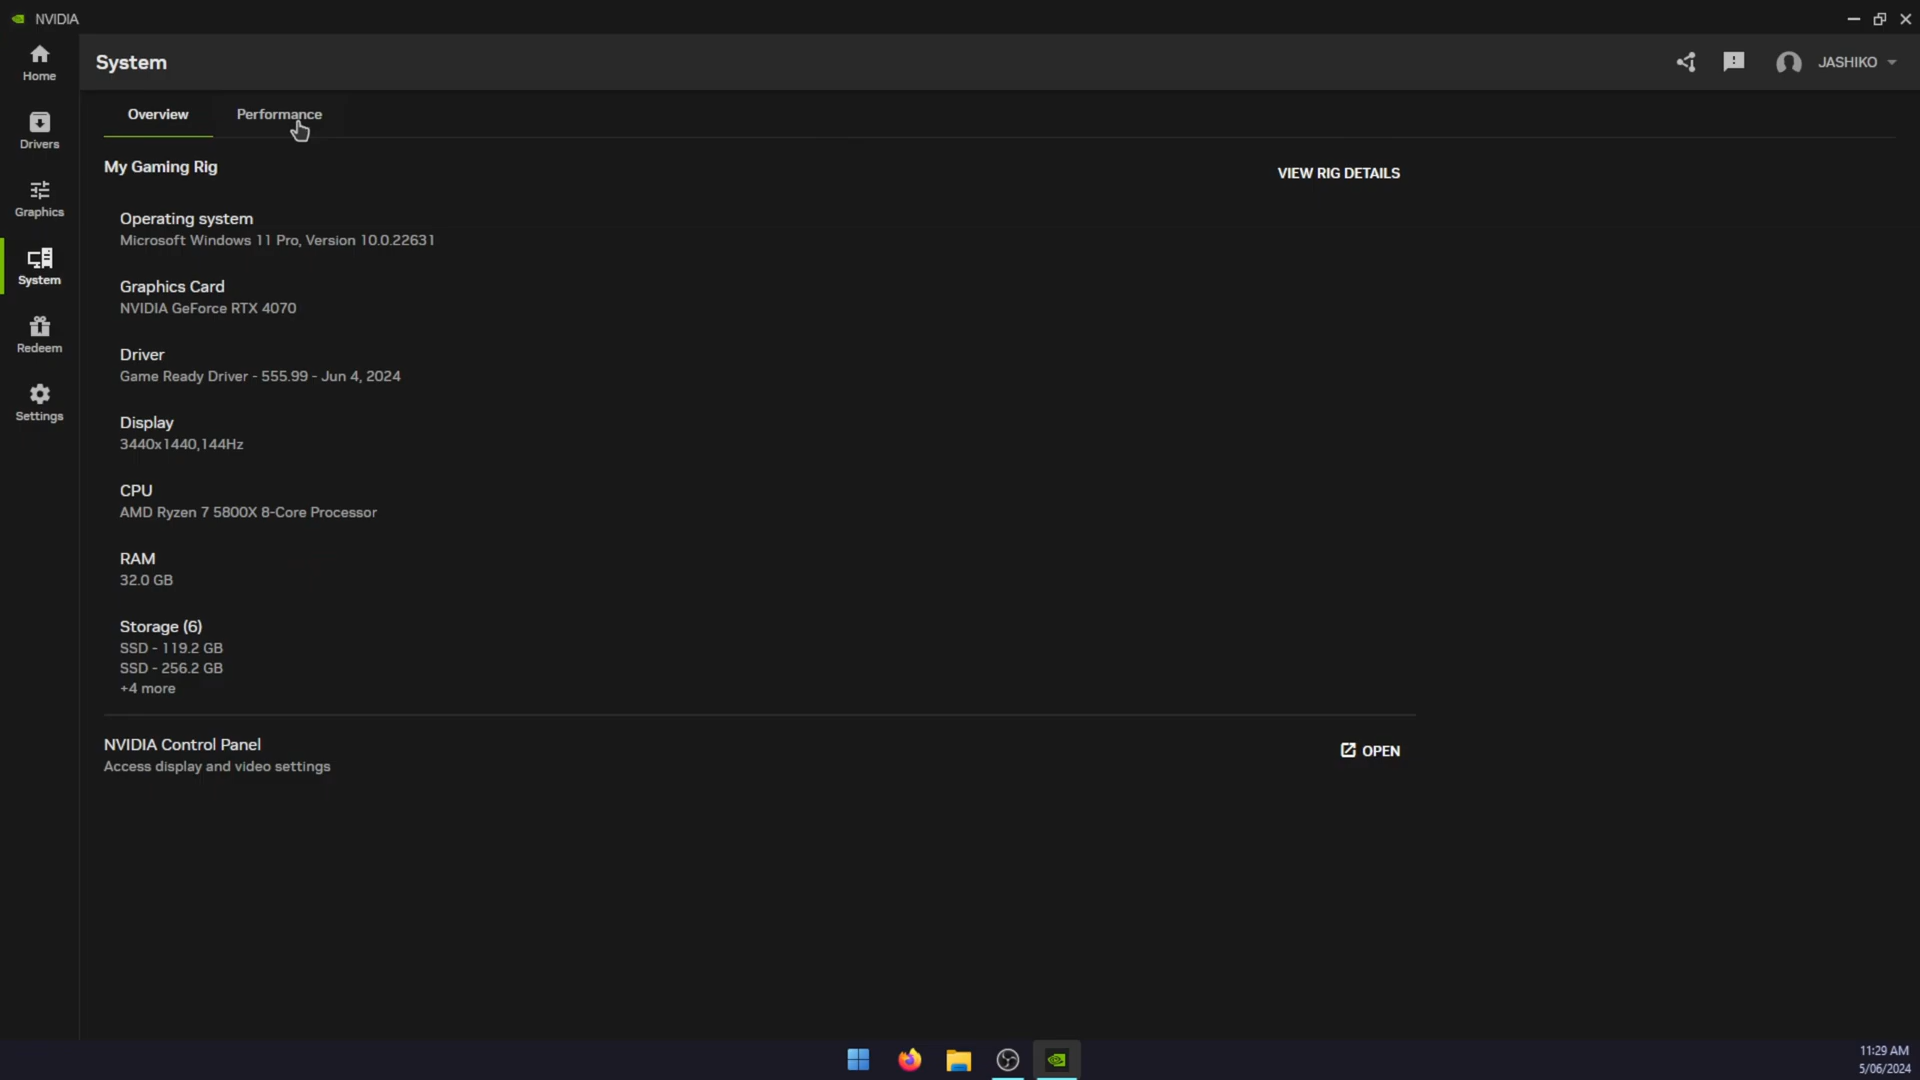 NVIDIA
System
JASHIKO
Home
Drivers
Graphics
System
Redeem
Settings
Overview
Performance
My Gaming Rig
VIEW RIG DETAILS
Operating system
Microsoft Windows 11 Pro, Version 10.0.22631
Graphics Card
NVIDIA GeForce RTX 4070
Driver
Game Ready Driver - 555.99 - Jun 4, 2024
Display
3440x1440,144Hz
CPU
AMD Ryzen 7 5800X 8-Core Processor
RAM
32.0 GB
Storage (6)
SSD - 119.2 GB
SSD - 256.2 GB
+4 more
NVIDIA Control Panel
Access display and video settings
OPEN
11:29 AM
5/06/2024